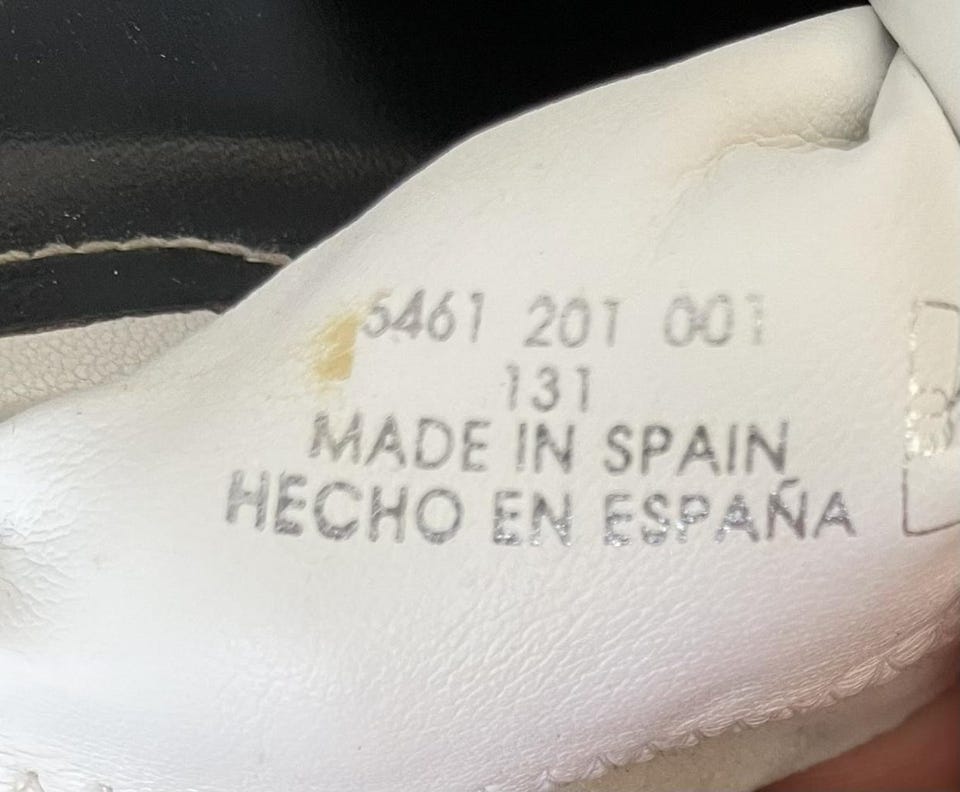 5461 201 001
131
MADE IN SPAIN
HECHO EN ESPAÑA